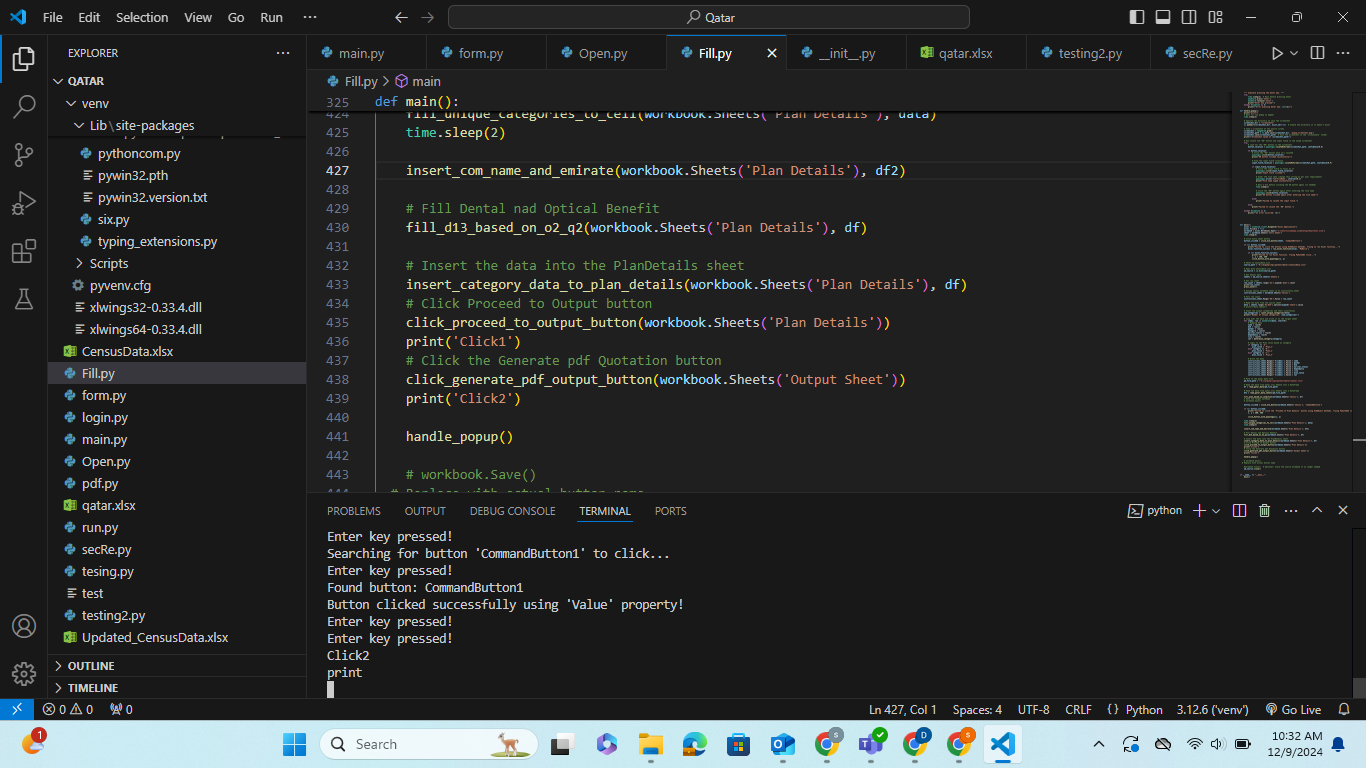 File Edit Selection View Go Run ··· Qatar
EXPLORER
main.py form.py Open.py Fill.py __init__.py qatar.xlsx testing2.py secRe.py
QATAR
venv
Lib\site-packages
pythoncom.py
pywin32.pth
pywin32.version.txt
six.py
typing_extensions.py
Scripts
pyvenv.cfg
xlwings32-0.33.4.dll
xlwings64-0.33.4.dll
CensusData.xlsx
Fill.py
form.py
login.py
main.py
Open.py
pdf.py
qatar.xlsx
run.py
secRe.py
tesing.py
test
testing2.py
Updated_CensusData.xlsx
OUTLINE
TIMELINE
Fill.py > main
325 def main():
424 fill_unique_categories_to_cell(workbook.Sheets('Plan Details'), data)
425 time.sleep(2)
426
427 insert_com_name_and_emirate(workbook.Sheets('Plan Details'), df2)
428
429 # Fill Dental nad Optical Benefit
430 fill_d13_based_on_o2_q2(workbook.Sheets('Plan Details'), df)
431
432 # Insert the data into the PlanDetails sheet
433 insert_category_data_to_plan_details(workbook.Sheets('Plan Details'), df)
434 # Click Proceed to Output button
435 click_proceed_to_output_button(workbook.Sheets('Plan Details'))
436 print('Click1')
437 # Click the Generate pdf Quotation button
438 click_generate_pdf_output_button(workbook.Sheets('Output Sheet'))
439 print('Click2')
440
441 handle_popup()
442
443 # workbook.Save()
444 # Replace with actual button name
PROBLEMS OUTPUT DEBUG CONSOLE TERMINAL PORTS python
Enter key pressed!
Searching for button 'CommandButton1' to click...
Enter key pressed!
Found button: CommandButton1
Button clicked successfully using 'Value' property!
Enter key pressed!
Enter key pressed!
Click2
print
0 0 0 Ln 427, Col 1 Spaces: 4 UTF-8 CRLF {} Python 3.12.6 ('venv') Go Live
1 Search S D S 10:32 AM
12/9/2024